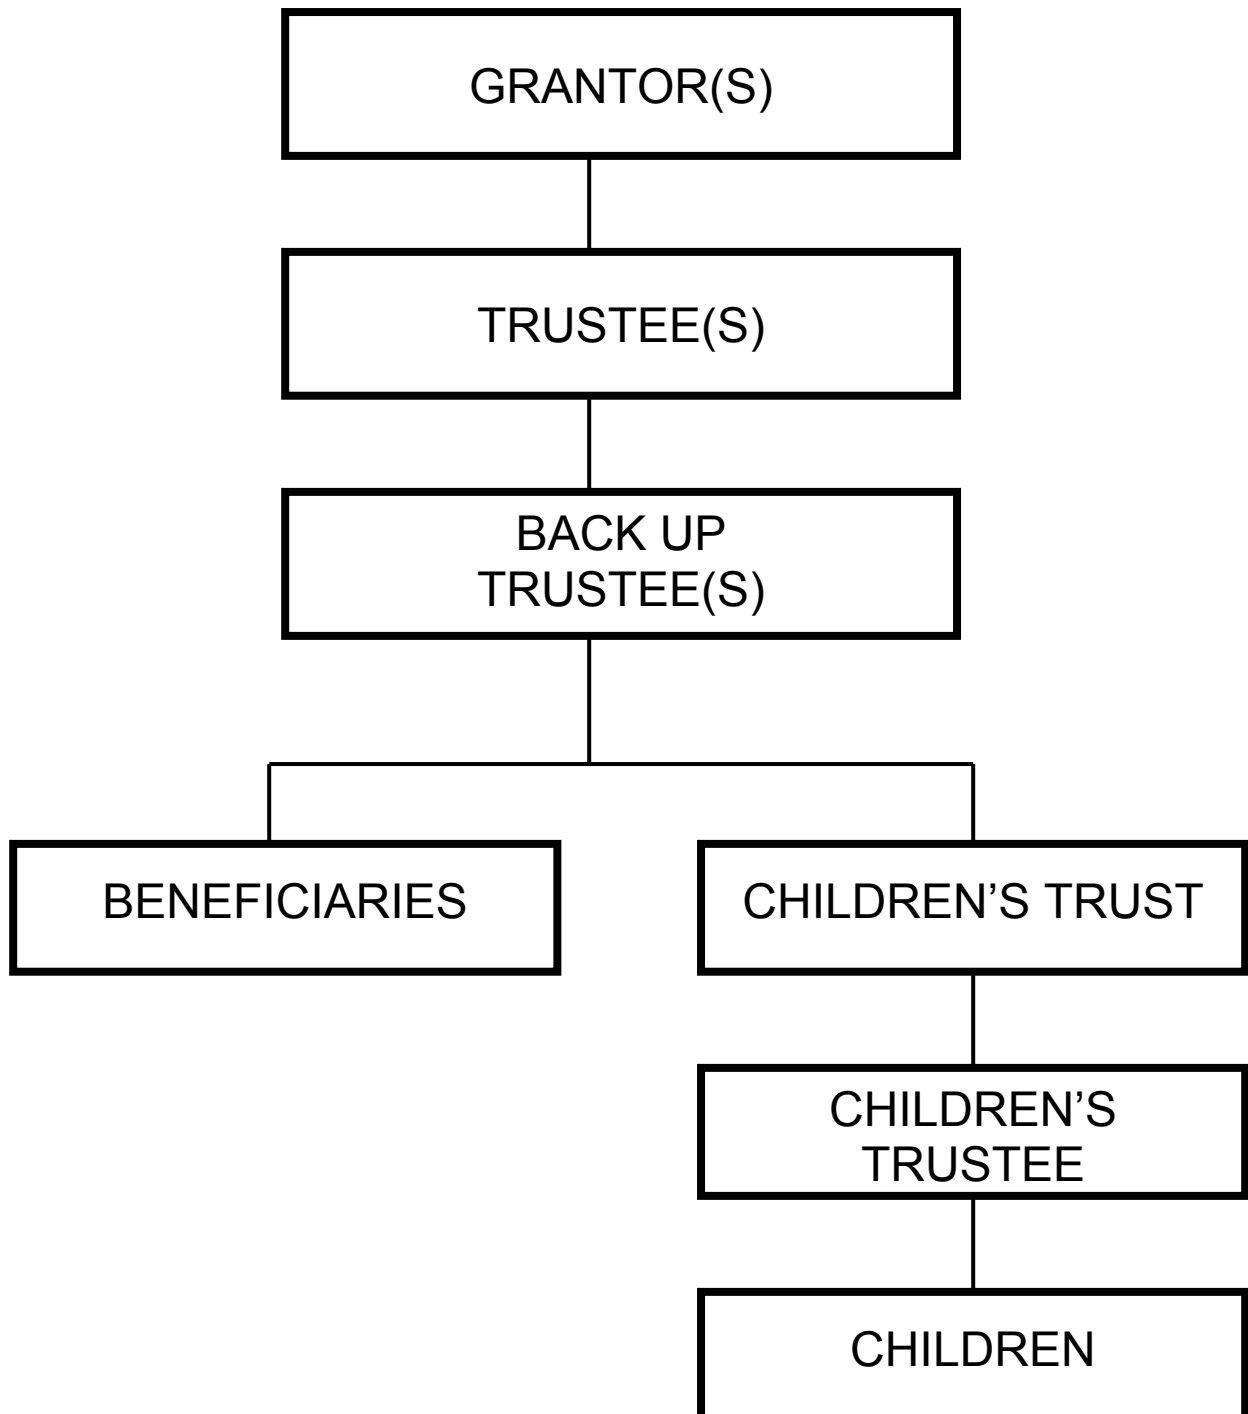 GRANTOR(S)
TRUSTEE(S)
BACK UP
TRUSTEE(S)
BENEFICIARIES
CHILDREN’S TRUST
CHILDREN’S
TRUSTEE
CHILDREN